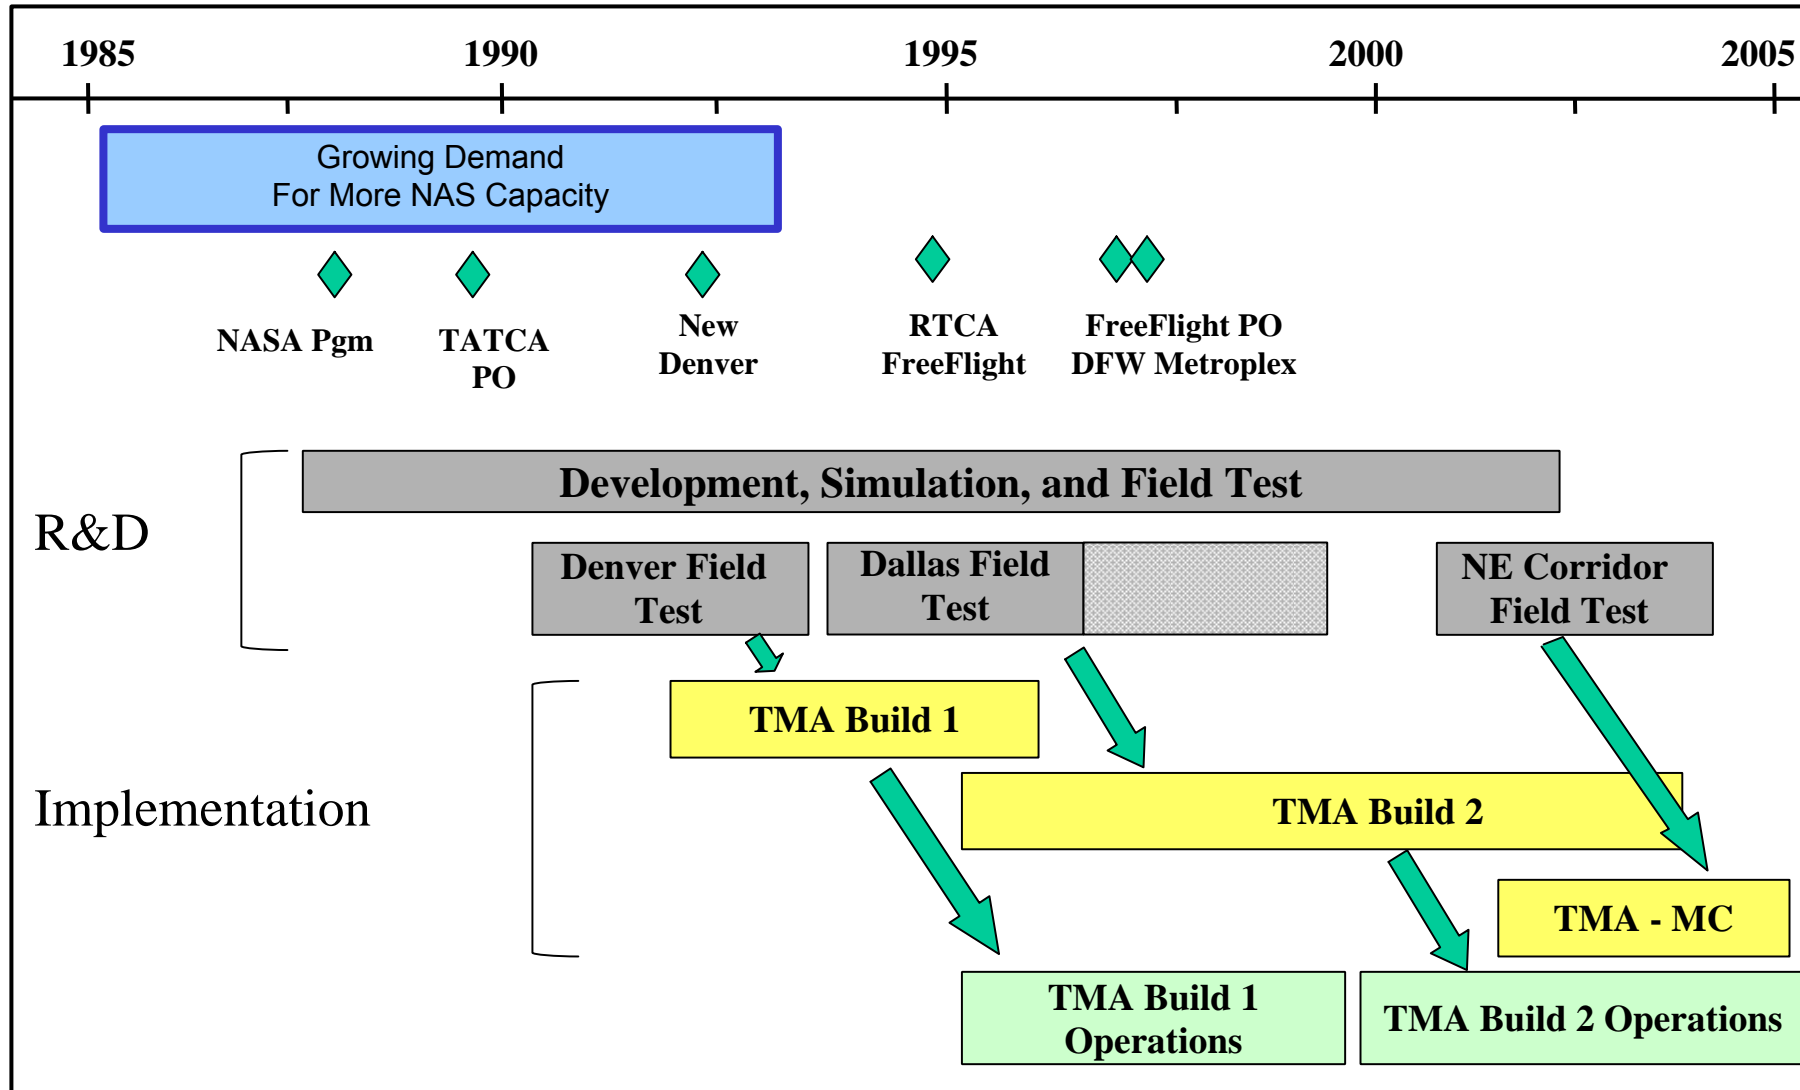 1985 1990 1995 2000 2005
Growing Demand
For More NAS Capacity
NASA Pgm
TATCA
PO
New
Denver
RTCA
FreeFlight
FreeFlight PO
DFW Metroplex
R&D
Development, Simulation, and Field Test
Denver Field
Test
Dallas Field
Test
NE Corridor
Field Test
Implementation
TMA Build 1
TMA Build 2
TMA - MC
TMA Build 1
Operations
TMA Build 2 Operations